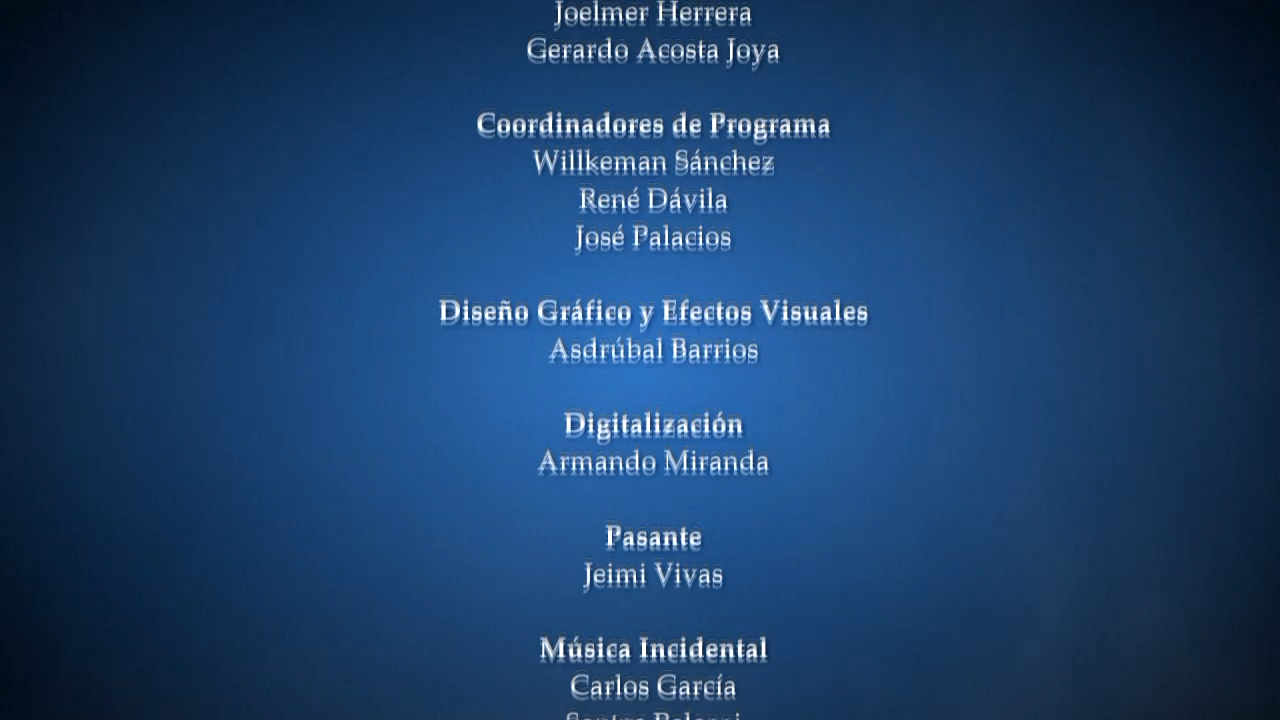 Joelmer Herrera
Gerardo Acosta Joya
Coordinadores de Programa
Willkeman Sánchez
René Dávila
José Palacios
Diseño Gráfico y Efectos Visuales
Asdrúbal Barrios
Digitalización
Armando Miranda
Pasante
Jeimi Vivas
Música Incidental
Carlos García